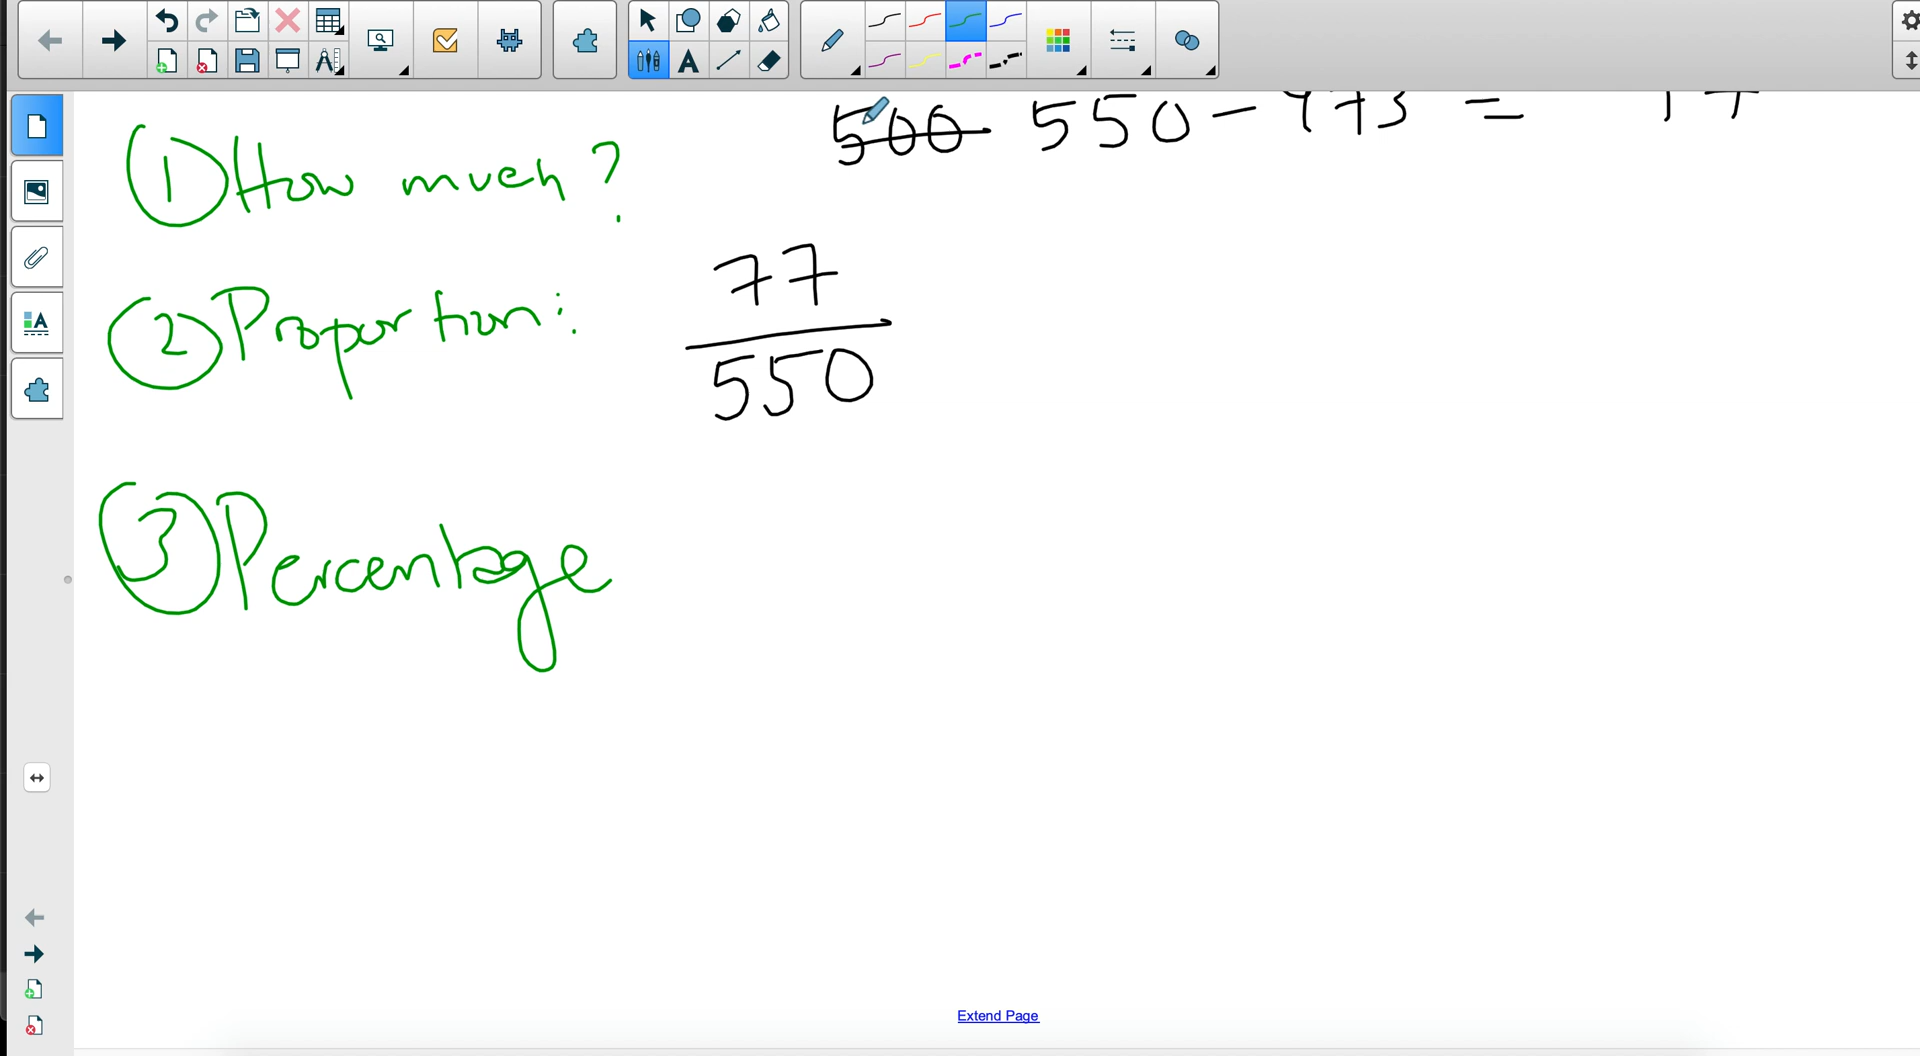 500 550 - 473 = 77
① How much ?
77
② Proportion :
550
③ Percentage
Extend Page